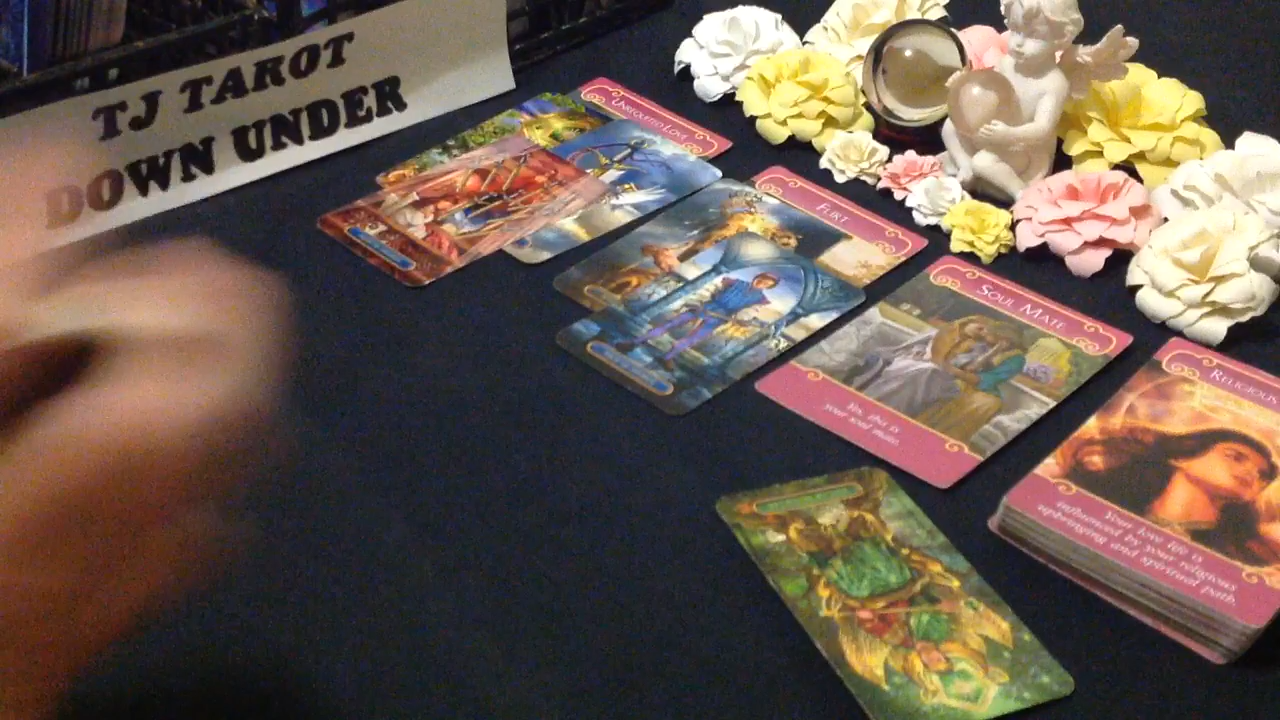 TJ TAROT
DOWN UNDER
UNREQUITED LOVE
FLIRT
SOUL MATE
Yes, this is
your soul mate.
RELIGIOUS
Your love life is
influenced by your religious
upbringing and spiritual path.